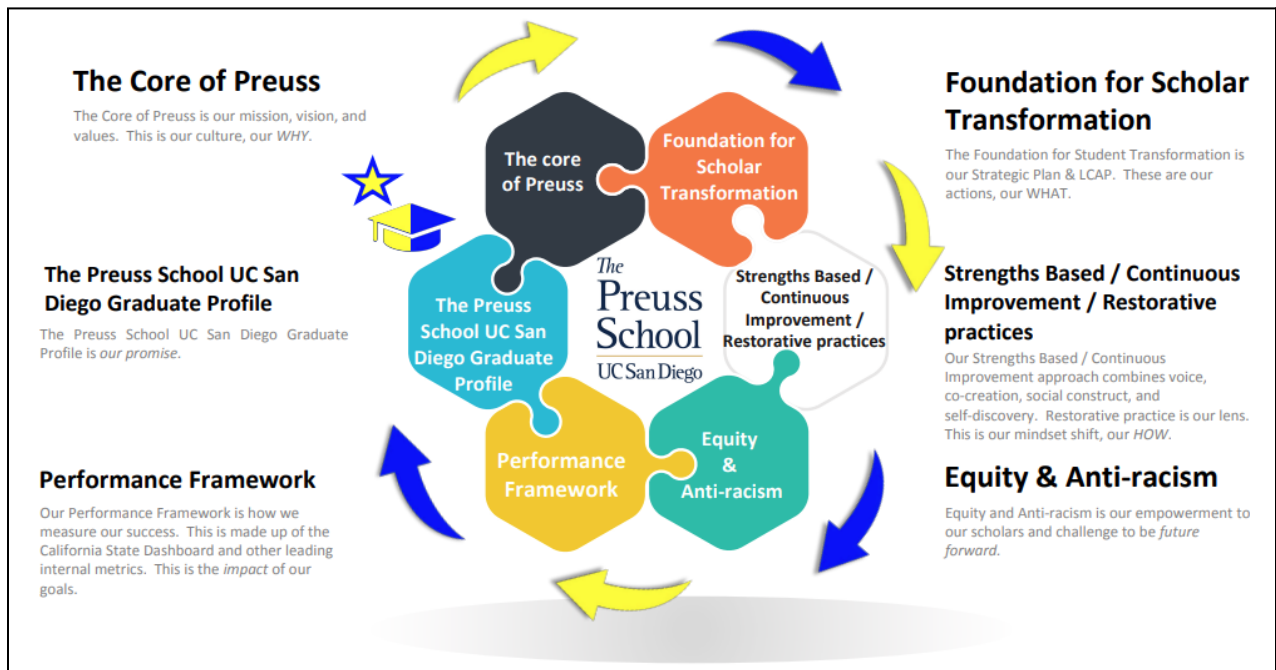 The Core of Preuss
The Core of Preuss is our mission, vision, and
values. This is our culture, our WHY.
The Preuss School UC San
Diego Graduate Profile
The Preuss School UC San Diego Graduate
Profile is our promise.
Performance Framework
Our Performance Framework is how we
measure our success. This is made up of the
California State Dashboard and other leading
internal metrics. This is the impact of our
goals.
The core
of Preuss
Foundation for
Scholar
Transformation
The Preuss
School UC San
Diego Graduate
Profile
The
Preuss
School
UC San Diego
Strengths Based /
Continuous
Improvement /
Restorative practices
Performance
Framework
Equity
&
Anti-racism
Foundation for Scholar
Transformation
The Foundation for Student Transformation is
our Strategic Plan & LCAP. These are our
actions, our WHAT.
Strengths Based / Continuous
Improvement / Restorative
practices
Our Strengths Based / Continuous
Improvement approach combines voice,
co-creation, social construct, and
self-discovery. Restorative practice is our lens.
This is our mindset shift, our HOW.
Equity & Anti-racism
Equity and Anti-racism is our empowerment to
our scholars and challenge to be future
forward.